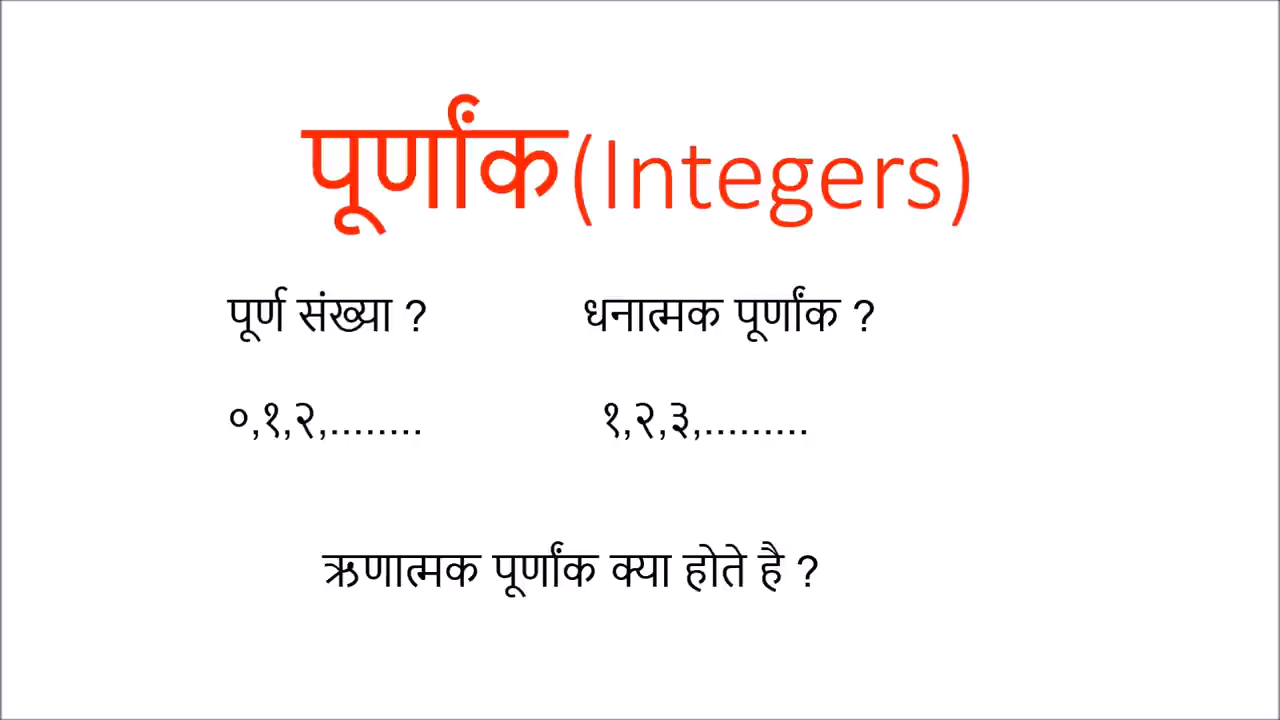 पूर्णांक(Integers)
पूर्ण संख्या ? धनात्मक पूर्णांक ?
०,१,२,........ १,२,३,.........
ऋणात्मक पूर्णांक क्या होते है ?